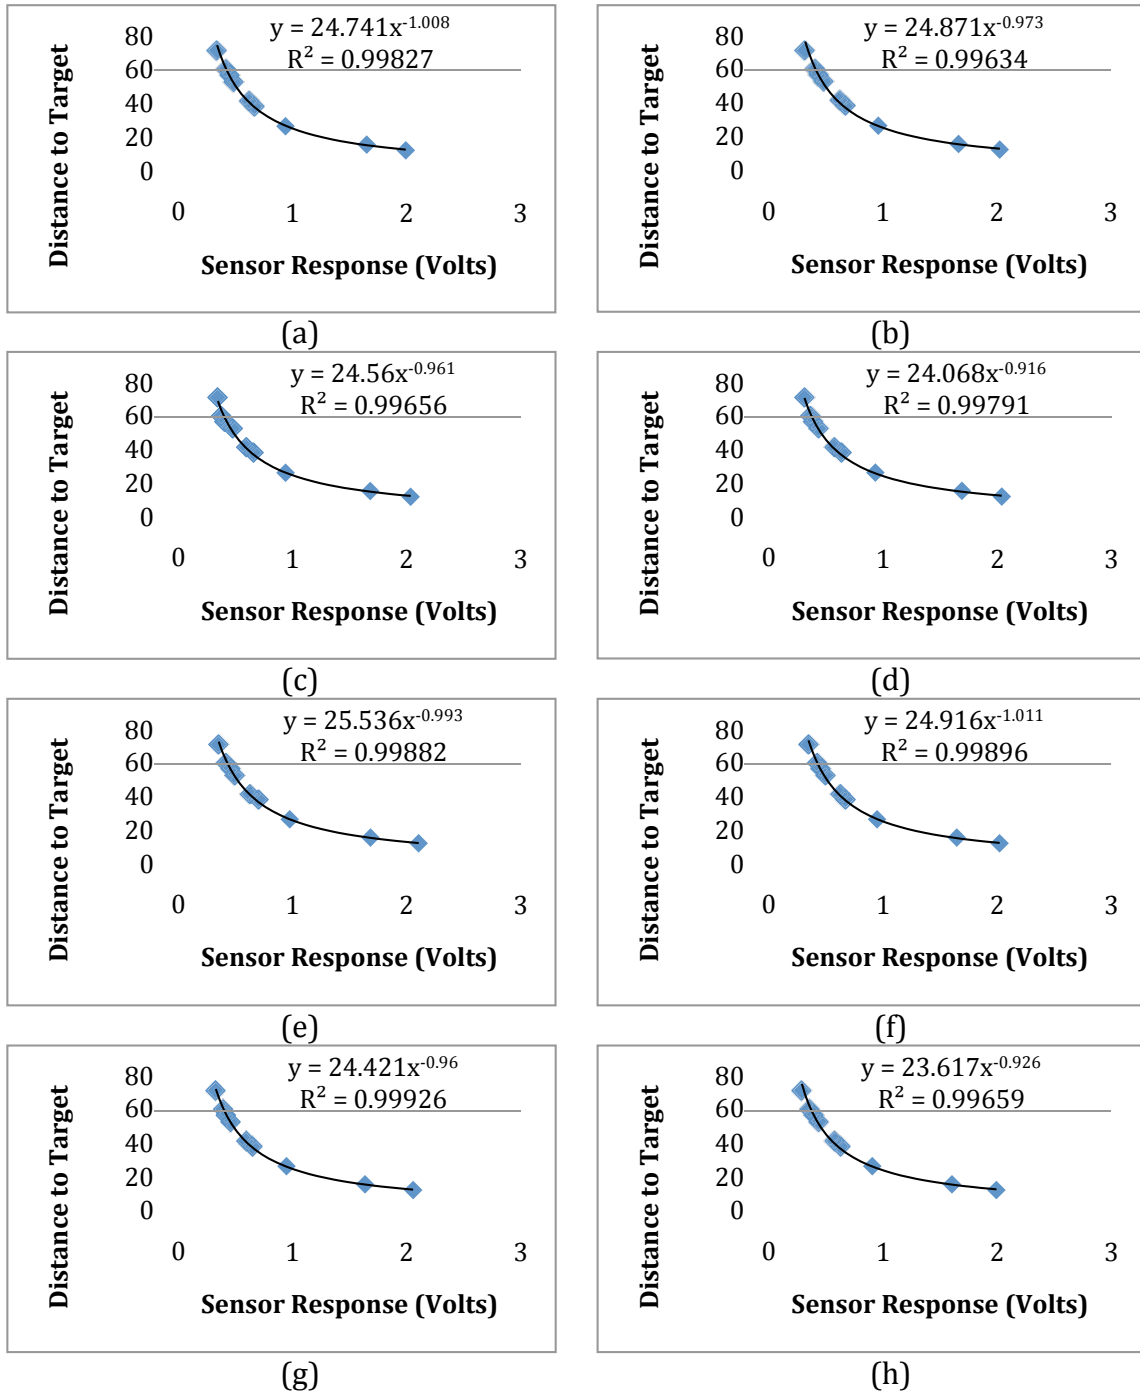 y = 24.741x^-1.008
R² = 0.99827
80
60
40
20
0
0 1 2 3
Distance to Target
Sensor Response (Volts)
(a)
y = 24.871x^-0.973
R² = 0.99634
80
60
40
20
0
0 1 2 3
Distance to Target
Sensor Response (Volts)
(b)
y = 24.56x^-0.961
R² = 0.99656
80
60
40
20
0
0 1 2 3
Distance to Target
Sensor Response (Volts)
(c)
y = 24.068x^-0.916
R² = 0.99791
80
60
40
20
0
0 1 2 3
Distance to Target
Sensor Response (Volts)
(d)
y = 25.536x^-0.993
R² = 0.99882
80
60
40
20
0
0 1 2 3
Distance to Target
Sensor Response (Volts)
(e)
y = 24.916x^-1.011
R² = 0.99896
80
60
40
20
0
0 1 2 3
Distance to Target
Sensor Response (Volts)
(f)
y = 24.421x^-0.96
R² = 0.99926
80
60
40
20
0
0 1 2 3
Distance to Target
Sensor Response (Volts)
(g)
y = 23.617x^-0.926
R² = 0.99659
80
60
40
20
0
0 1 2 3
Distance to Target
Sensor Response (Volts)
(h)